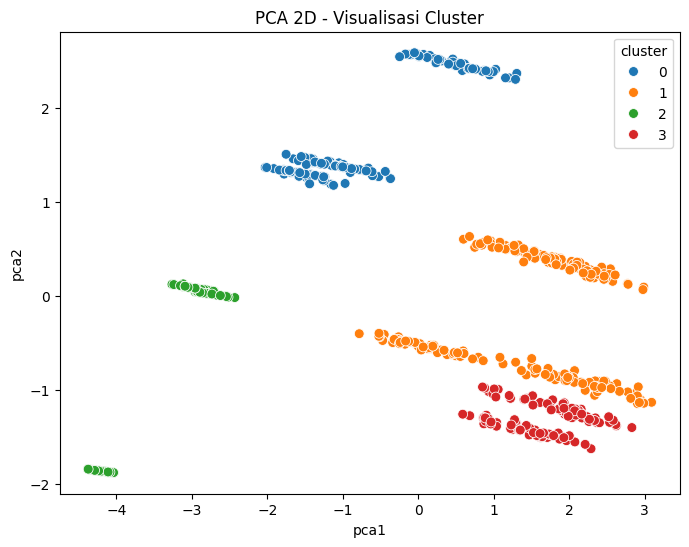 PCA 2D - Visualisasi Cluster
cluster
0
1
2
3
2
1
0
−1
−2
pca2
−4 −3 −2 −1 0 1 2 3
pca1